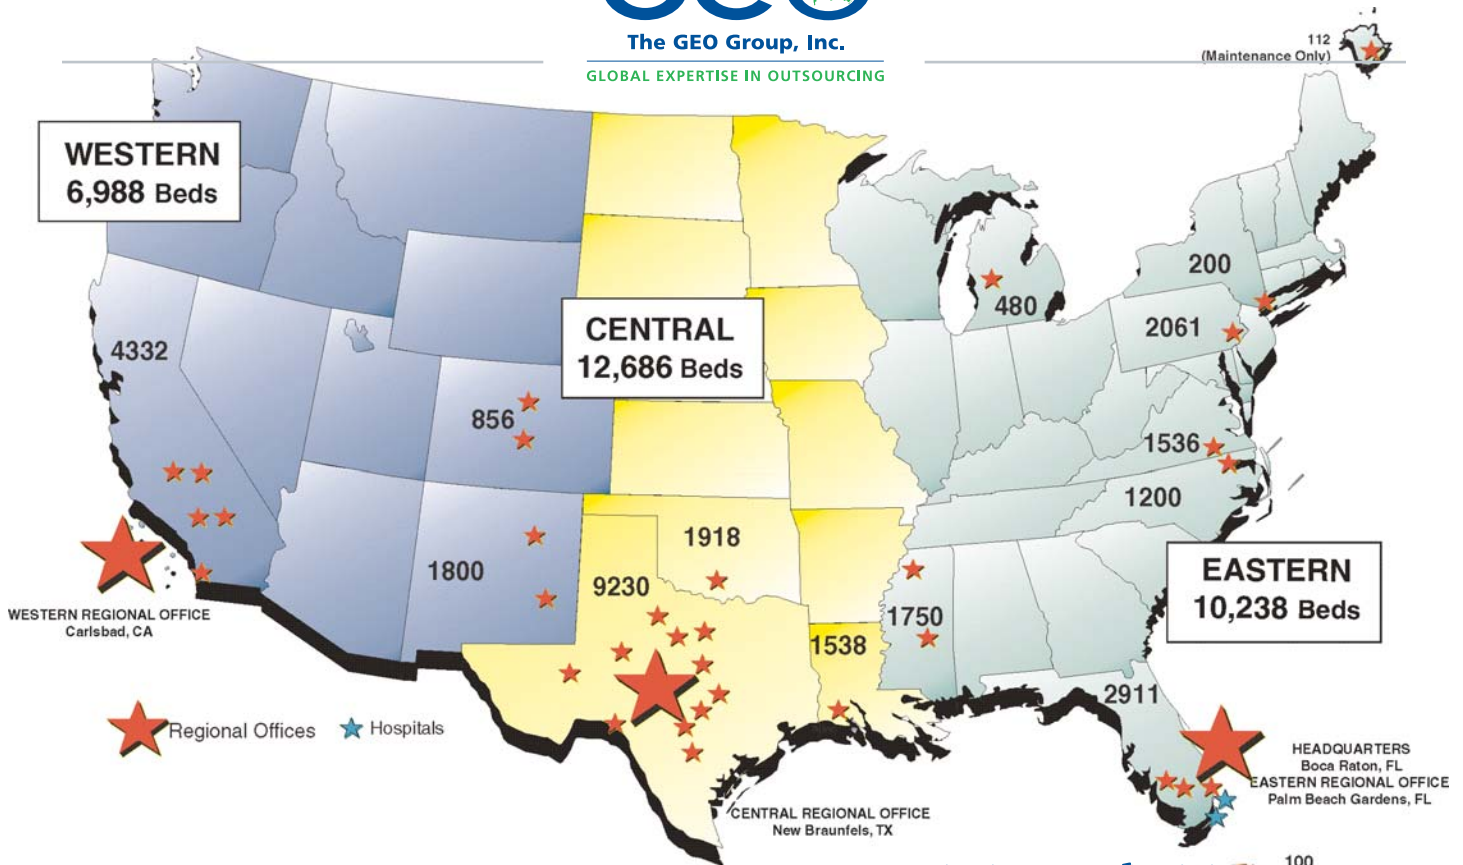 GEO
The GEO Group, Inc.
GLOBAL EXPERTISE IN OUTSOURCING
112
(Maintenance Only)
WESTERN
6,988 Beds
CENTRAL
12,686 Beds
EASTERN
10,238 Beds
200
480
2061
4332
856
1536
1200
1918
1800
9230
1750
1538
2911
WESTERN REGIONAL OFFICE
Carlsbad, CA
Regional Offices
Hospitals
HEADQUARTERS
Boca Raton, FL
EASTERN REGIONAL OFFICE
Palm Beach Gardens, FL
CENTRAL REGIONAL OFFICE
New Braunfels, TX
100